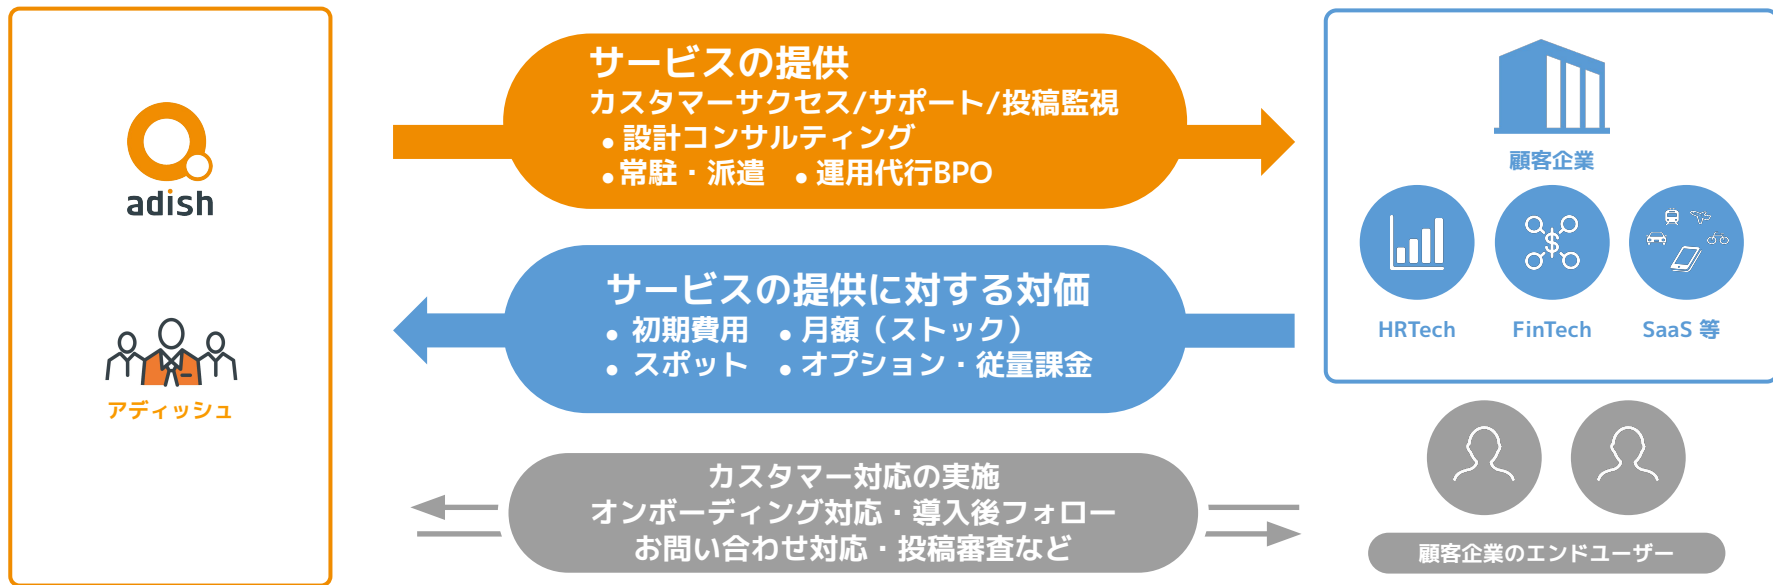 adish
アディッシュ
サービスの提供
カスタマーサクセス/サポート/投稿監視
• 設計コンサルティング
• 常駐・派遣 • 運用代行BPO
サービスの提供に対する対価
• 初期費用 • 月額（ストック）
• スポット • オプション・従量課金
カスタマー対応の実施
オンボーディング対応・導入後フォロー
お問い合わせ対応・投稿審査など
顧客企業
HRTech FinTech SaaS 等
顧客企業のエンドユーザー